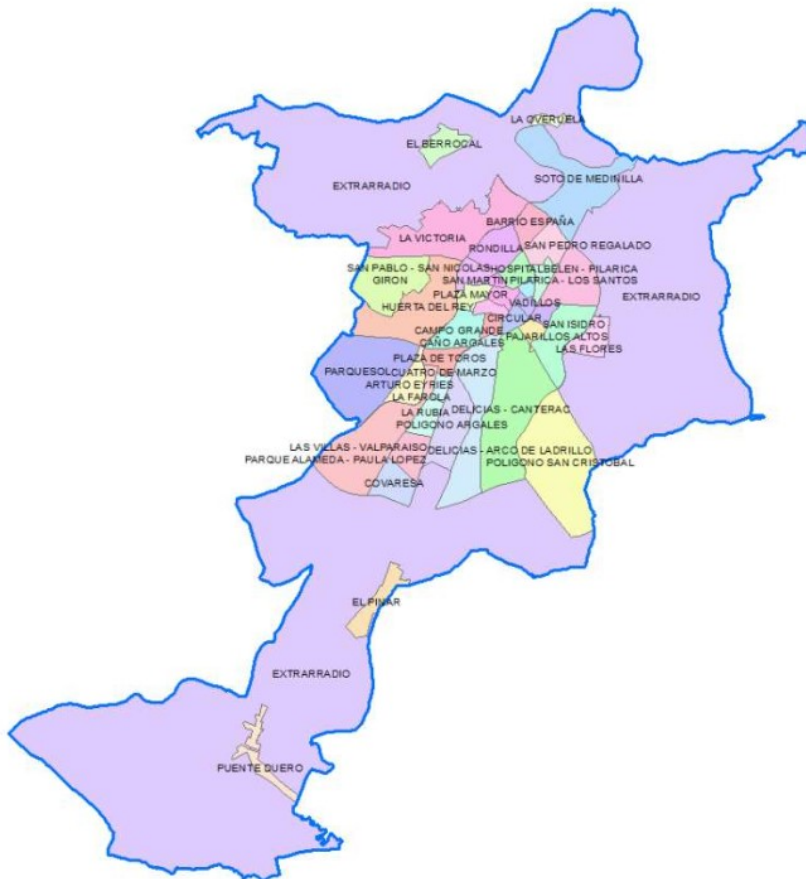 LA OVERUELA
EL BERROCAL
EXTRARRADIO
SOTO DE MEDINILLA
BARRIO ESPAÑA
LA VICTORIA
RONDILLA
SAN PEDRO REGALADO
SAN PABLO - SAN NICOLAS
HOSPITAL
BELEN - PILARICA
GIRON
SAN MARTIN
PILARICA - LOS SANTOS
PLAZA MAYOR
VADILLOS
EXTRARRADIO
HUERTA DEL REY
CIRCULAR
SAN ISIDRO
CAMPO GRANDE
PAJARILLOS ALTOS
CAÑO ARGALES
LAS FLORES
PLAZA DE TOROS
PARQUESOL
CUATRO DE MARZO
ARTURO EYRIES
LA FAROLA
LA RUBIA
DELICIAS - CANTERAC
POLIGONO ARGALES
LAS VILLAS - VALPARAISO
DELICIAS - ARCO DE LADRILLO
PARQUE ALAMEDA - PAULA LOPEZ
POLIGONO SAN CRISTOBAL
COVARESA
EL PINAR
EXTRARRADIO
PUENTE DUERO